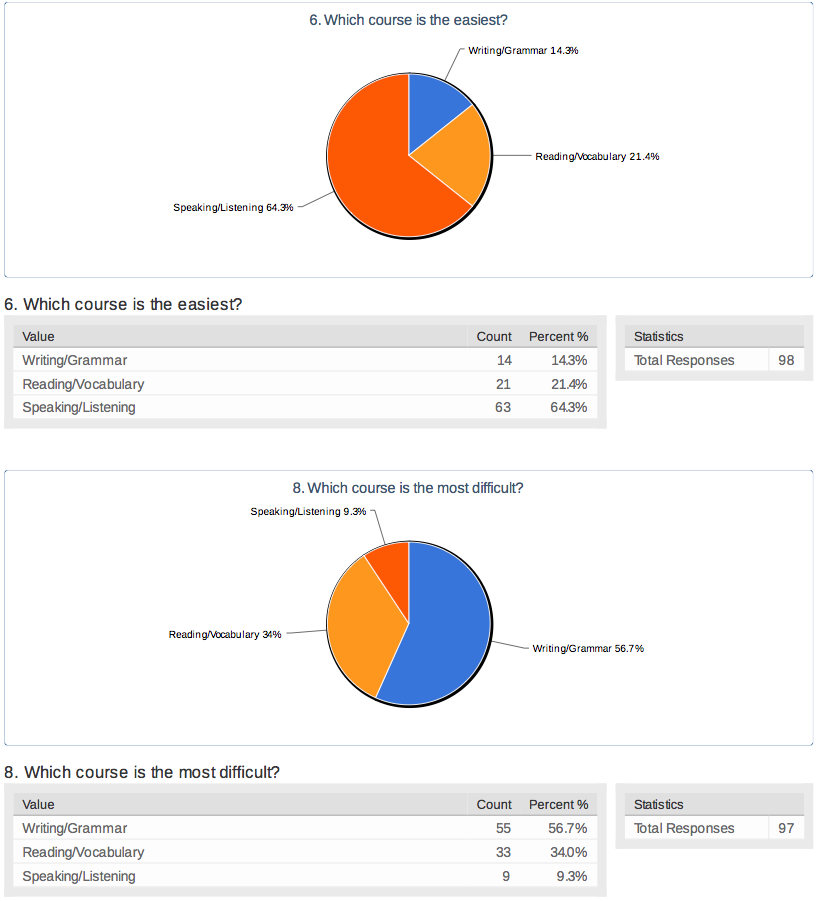 6. Which course is the easiest?
Writing/Grammar 14.3%
Reading/Vocabulary 21.4%
Speaking/Listening 64.3%
6. Which course is the easiest?
Value Count Percent %
Writing/Grammar 14 14.3%
Reading/Vocabulary 21 21.4%
Speaking/Listening 63 64.3%
Statistics
Total Responses 98
8. Which course is the most difficult?
Speaking/Listening 9.3%
Reading/Vocabulary 34%
Writing/Grammar 56.7%
8. Which course is the most difficult?
Value Count Percent %
Writing/Grammar 55 56.7%
Reading/Vocabulary 33 34.0%
Speaking/Listening 9 9.3%
Statistics
Total Responses 97